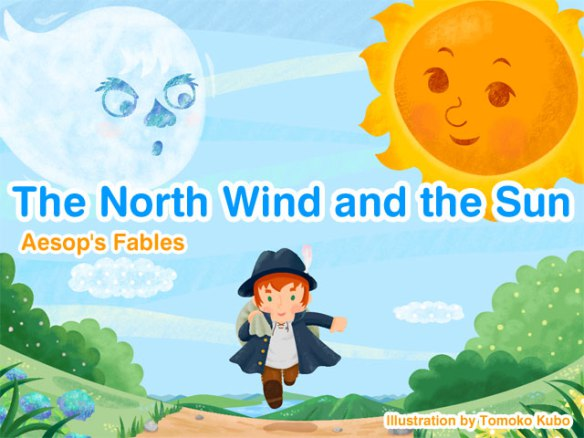 The North Wind and the Sun
Aesop's Fables
Illustration by Tomoko Kubo